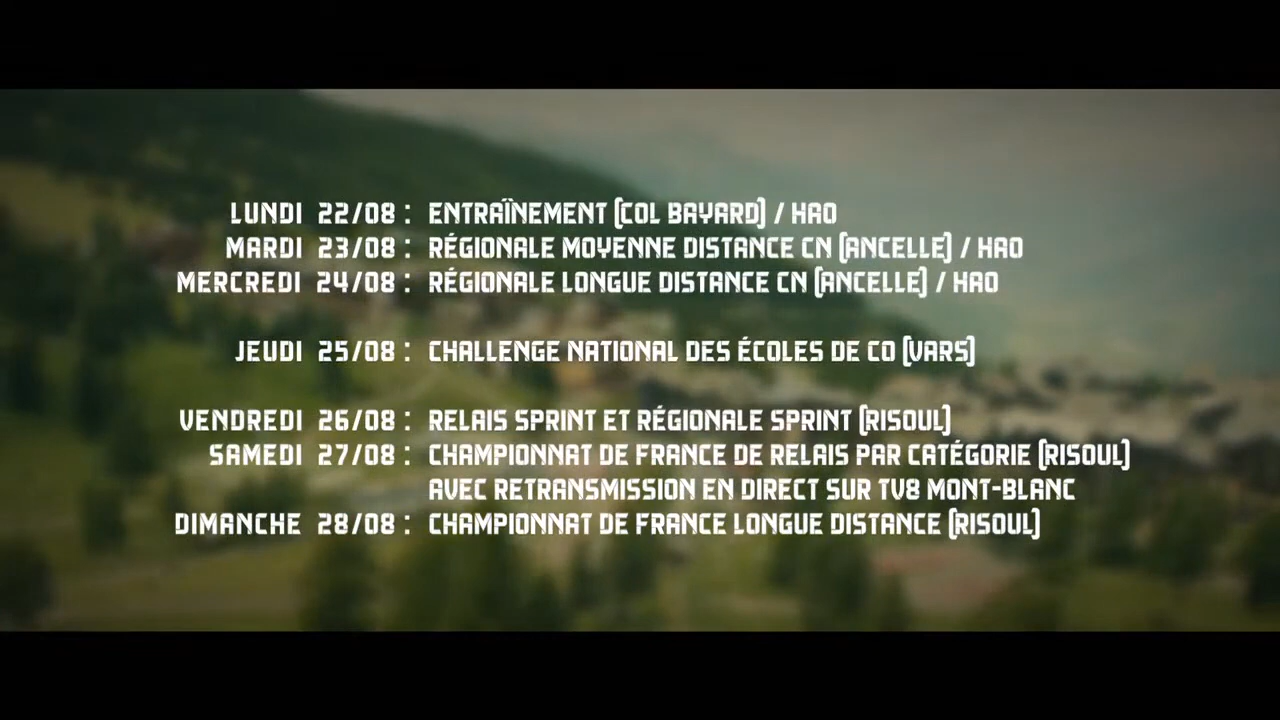 LUNDI 22/08 : ENTRAÏNEMENT (COL BAYARD) / HAO
MARDI 23/08 : RÉGIONALE MOYENNE DISTANCE CN (ANCELLE) / HAO
MERCREDI 24/08 : RÉGIONALE LONGUE DISTANCE CN (ANCELLE) / HAO
JEUDI 25/08 : CHALLENGE NATIONAL DES ÉCOLES DE CO (VARS)
VENDREDI 26/08 : RELAIS SPRINT ET RÉGIONALE SPRINT (RISOUL)
SAMEDI 27/08 : CHAMPIONNAT DE FRANCE DE RELAIS PAR CATÉGORIE (RISOUL)
AVEC RETRANSMISSION EN DIRECT SUR TV8 MONT-BLANC
DIMANCHE 28/08 : CHAMPIONNAT DE FRANCE LONGUE DISTANCE (RISOUL)